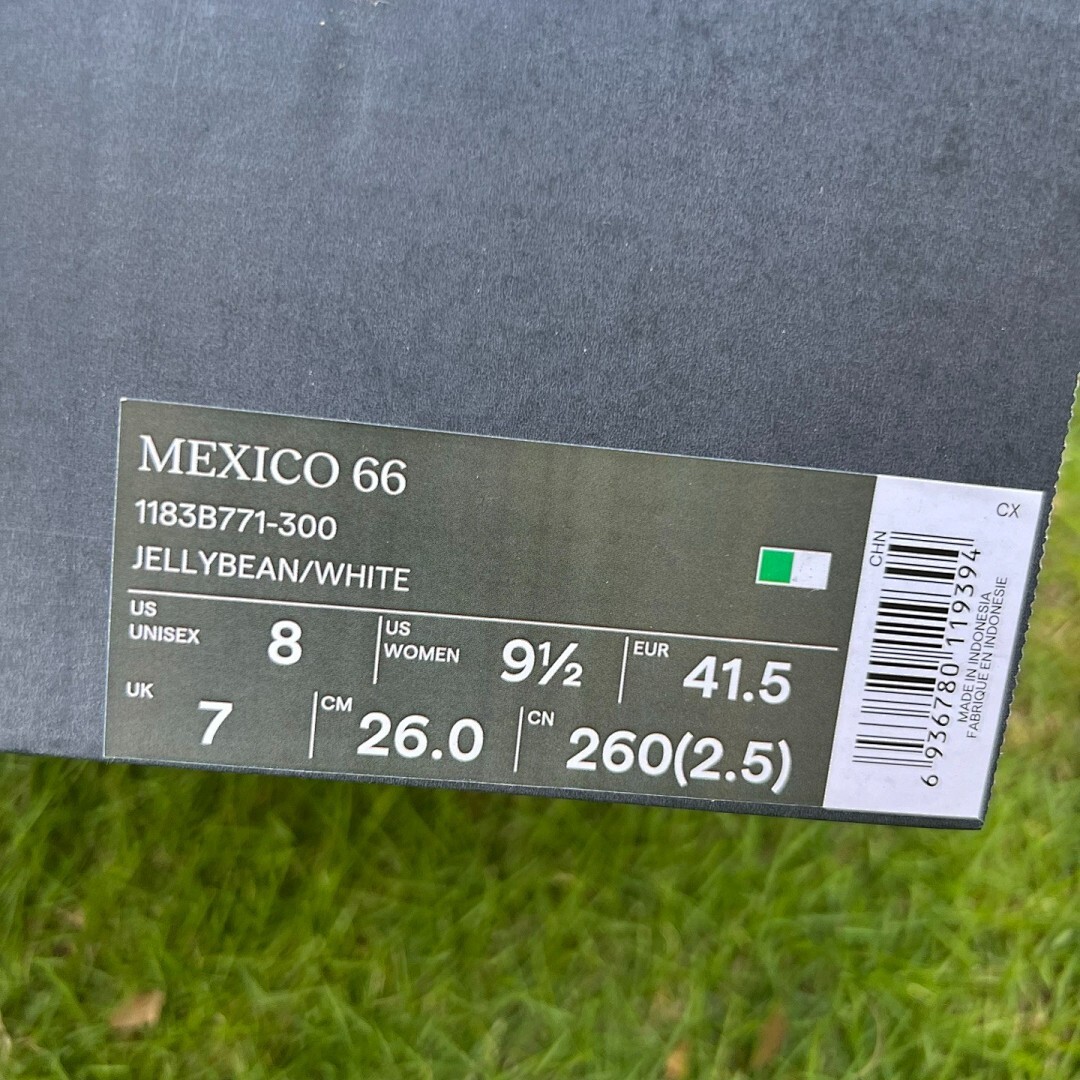 MEXICO 66
1183B771-300
JELLYBEAN/WHITE
US UNISEX 8
US WOMEN 9½
EUR 41.5
UK 7
CM 26.0
CN 260(2.5)
CX
CHN
6 936780 119394
MADE IN INDONESIA
FABRIQUE EN INDONESIE